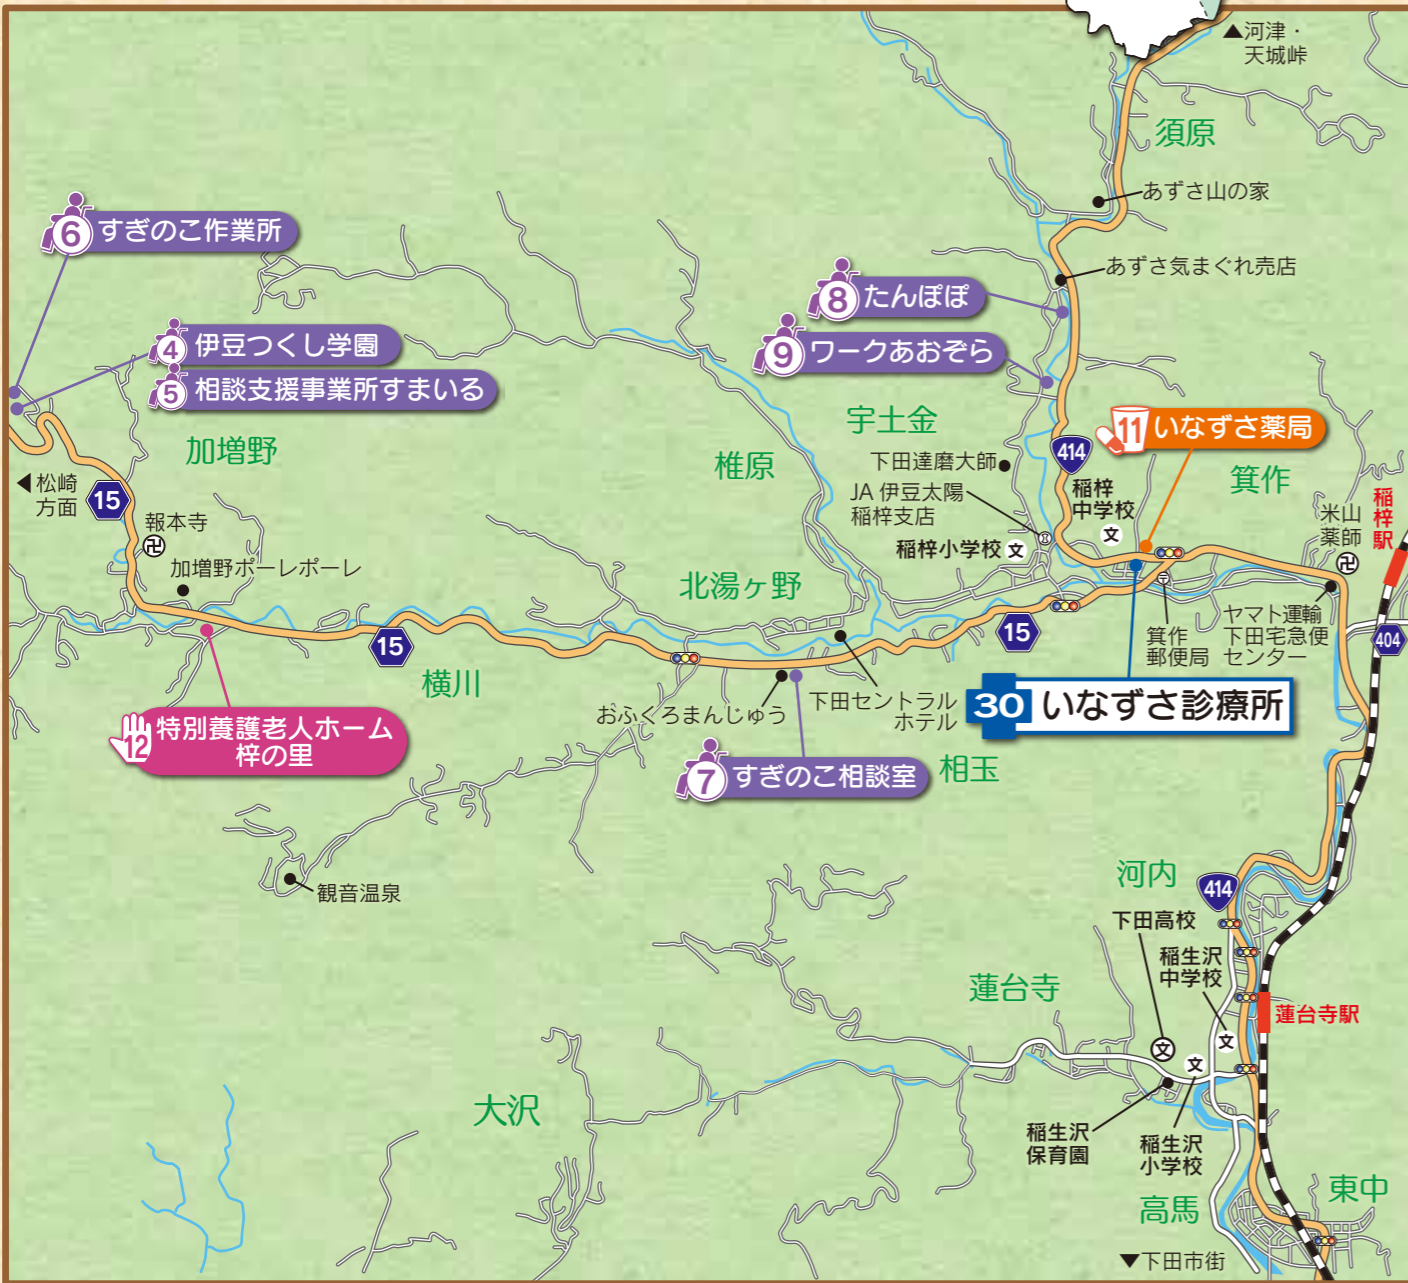 ▲河津・
天城峠
須原
あずさ山の家
6 すぎのこ作業所
あずさ気まぐれ売店
8 たんぽぽ
4 伊豆つくし学園
9 ワークあおぞら
5 相談支援事業所すまいる
宇土金
11 いなずさ薬局
加増野
椎原
414
下田達磨大師
箕作
◀松崎
方面
15
JA 伊豆太陽
稲梓支店
稲梓
中学校
文
米山
薬師
卍
稲梓駅
報本寺
卍
稲梓小学校 文
加増野ポーレポーレ
北湯ヶ野
〒
箕作
郵便局
ヤマト運輸
下田宅急便
センター
404
15
15
横川
おふくろまんじゅう
下田セントラル
ホテル
30 いなずさ診療所
12 特別養護老人ホーム
梓の里
7 すぎのこ相談室
相玉
観音温泉
河内
414
下田高校
稲生沢
中学校
蓮台寺
蓮台寺駅
文
文
文
大沢
稲生沢
保育園
稲生沢
小学校
高馬
東中
▼下田市街